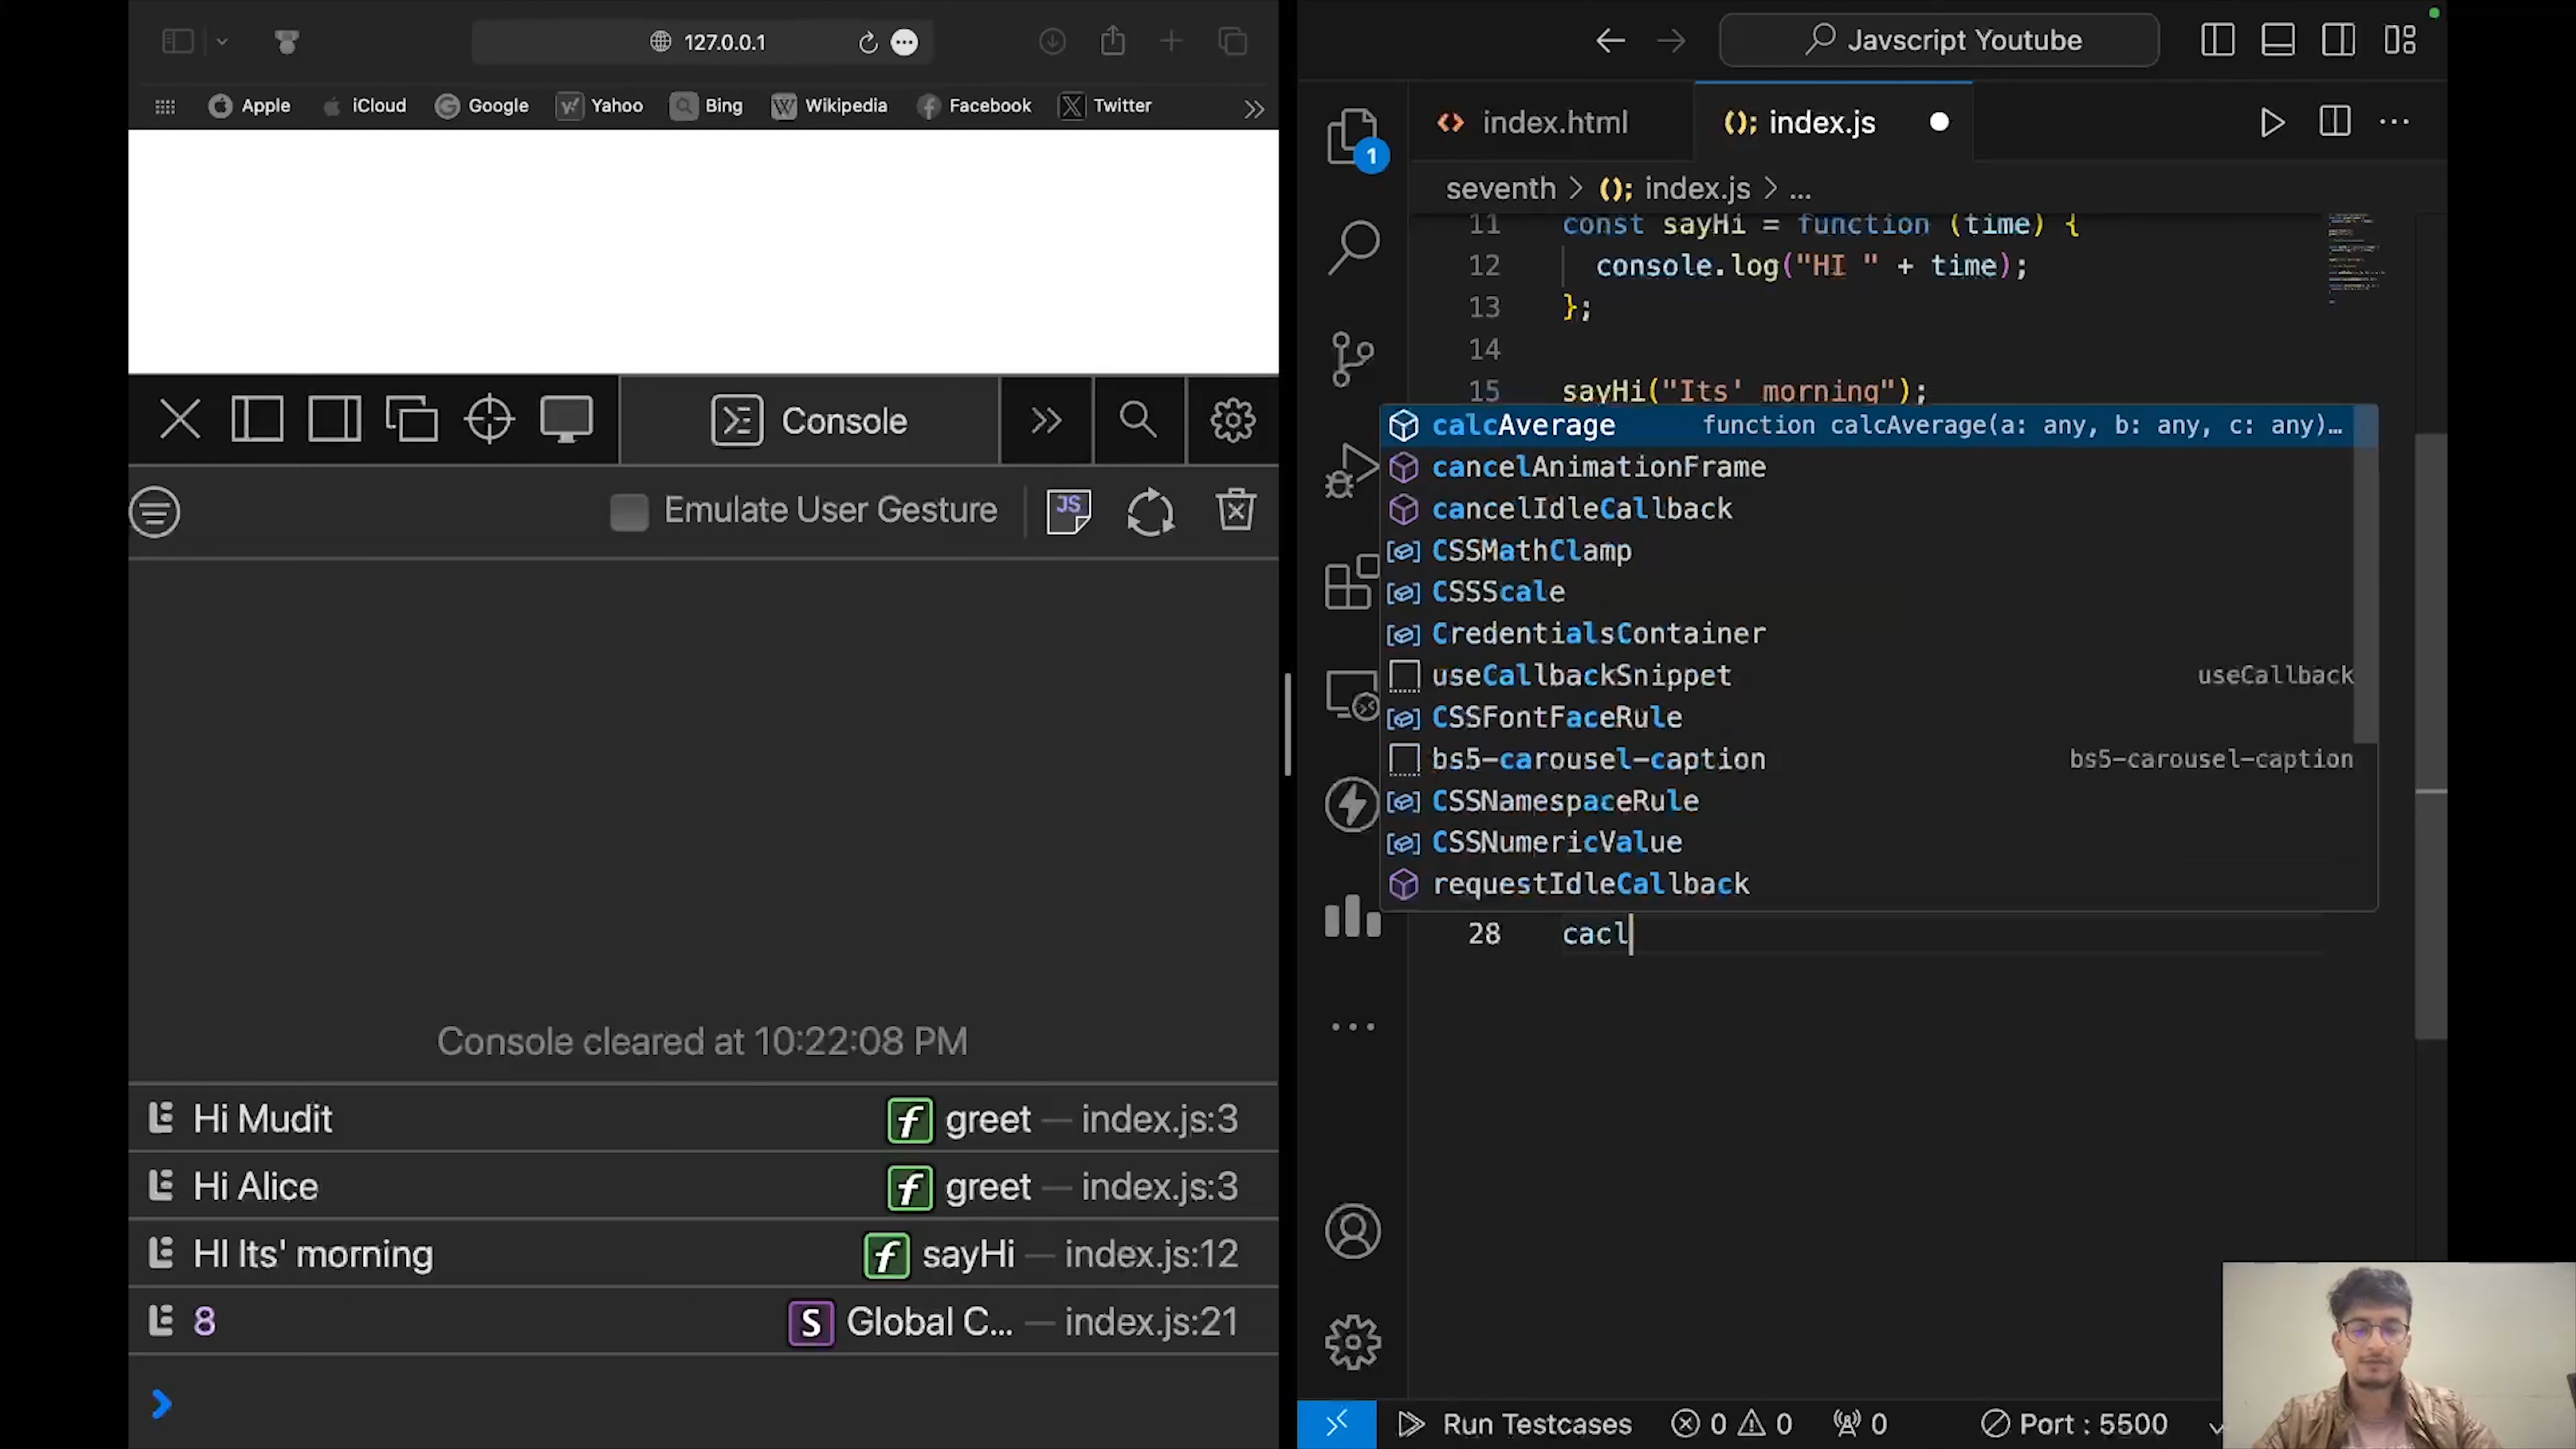 127.0.0.1
Apple iCloud Google Yahoo Bing Wikipedia Facebook Twitter
Console
Emulate User Gesture
JS
Console cleared at 10:22:08 PM
Hi Mudit f greet — index.js:3
Hi Alice f greet — index.js:3
HI Its' morning f sayHi — index.js:12
8 S Global C... — index.js:21
Javscript Youtube
index.html (); index.js
1
seventh > (); index.js > ...
11 const sayHi = function (time) {
12 console.log("HI " + time);
13 };
14
15 sayHi("Its' morning");
calcAverage function calcAverage(a: any, b: any, c: any)…
cancelAnimationFrame
cancelIdleCallback
CSSMathClamp
CSSScale
CredentialsContainer
useCallbackSnippet useCallback
CSSFontFaceRule
bs5-carousel-caption bs5-carousel-caption
CSSNamespaceRule
CSSNumericValue
requestIdleCallback
28 cacl
Run Testcases 0 0 0 Port : 5500